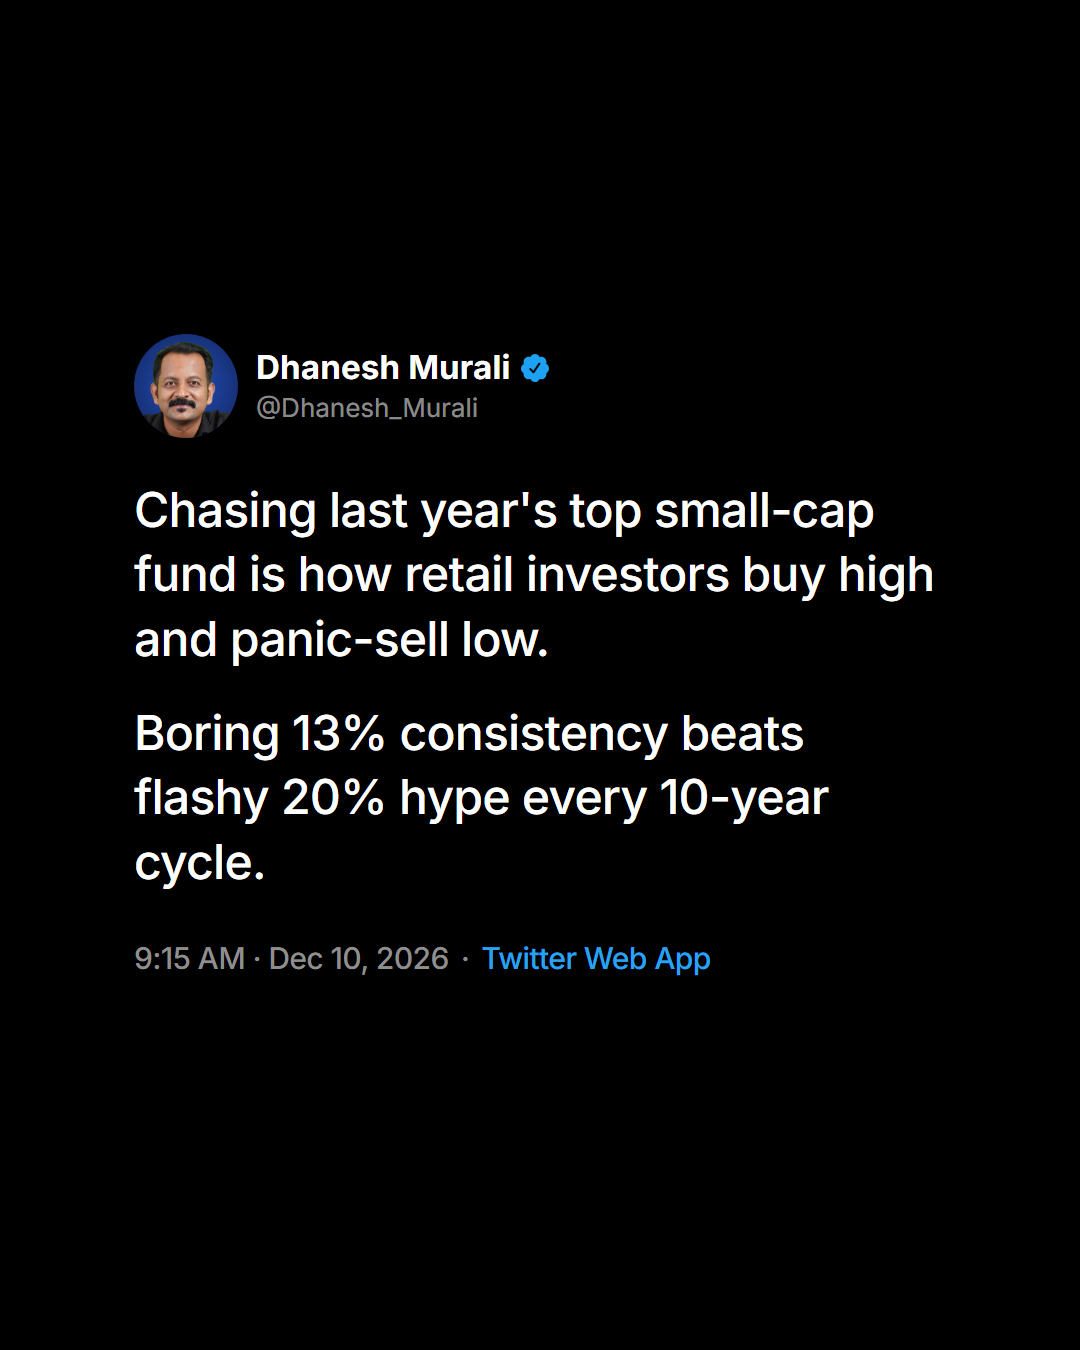 Dhanesh Murali
@Dhanesh_Murali
Chasing last year's top small-cap
fund is how retail investors buy high
and panic-sell low.
Boring 13% consistency beats
flashy 20% hype every 10-year
cycle.
9:15 AM · Dec 10, 2026 · Twitter Web App